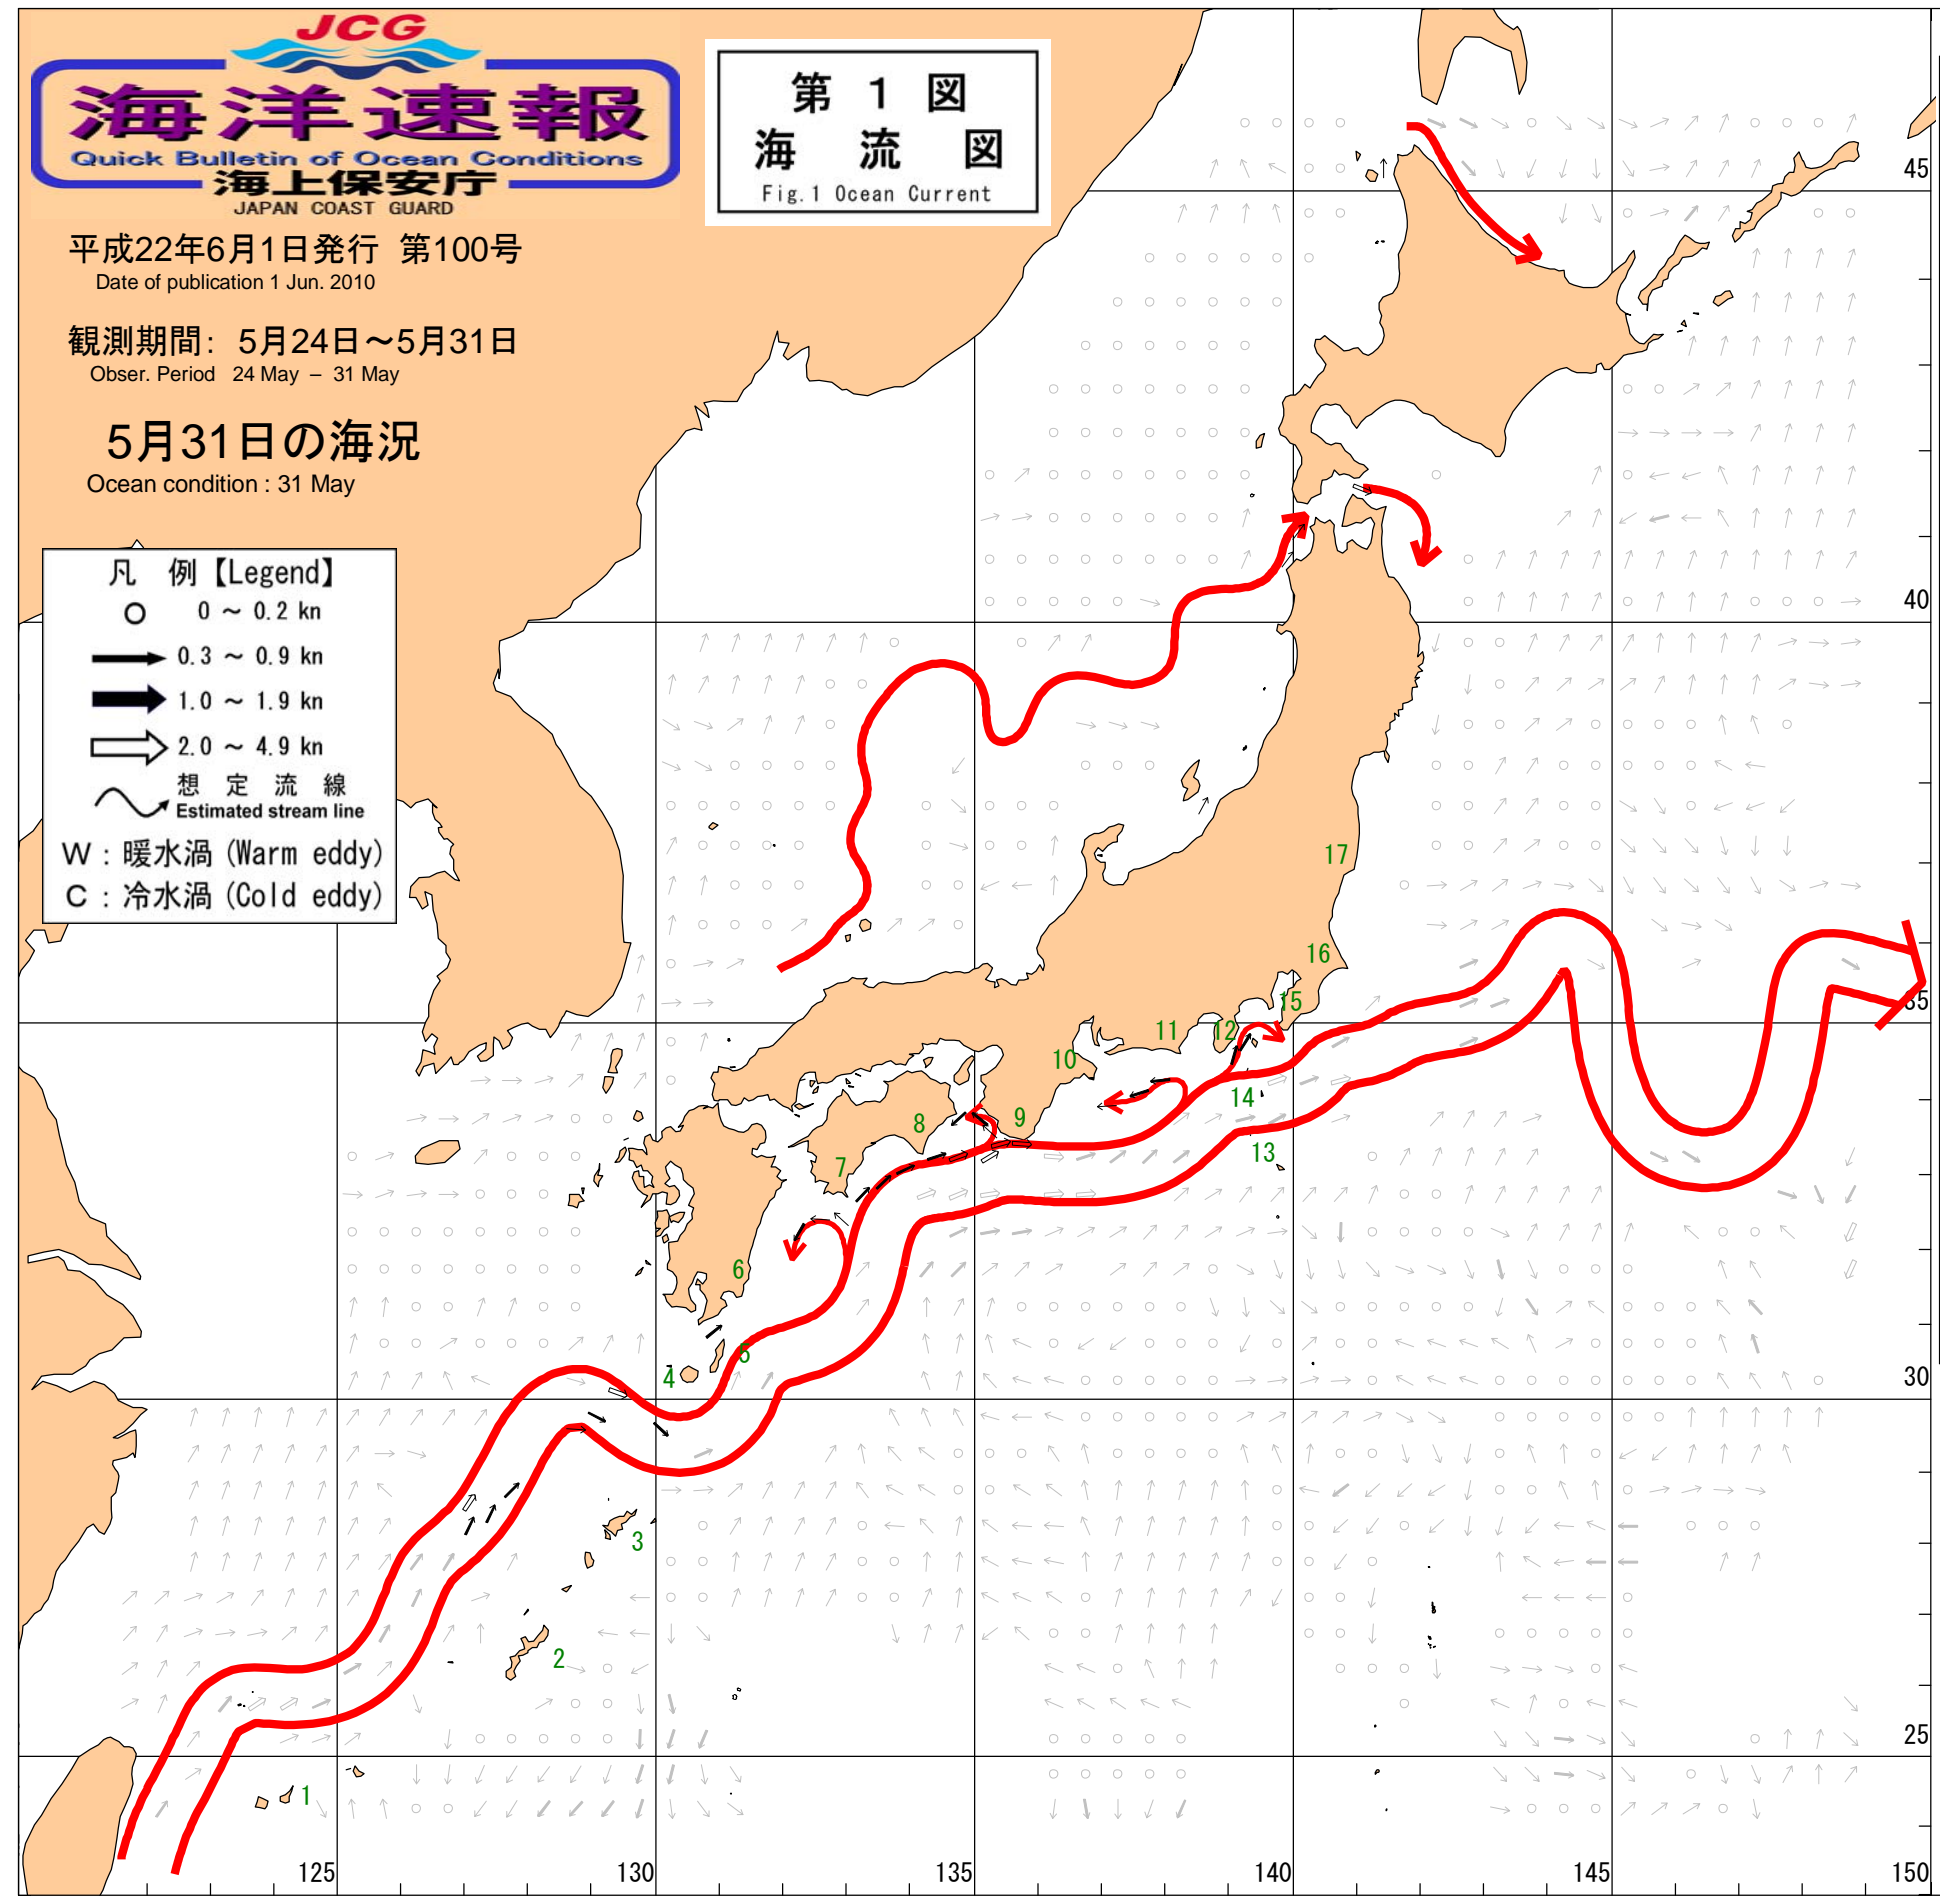 JCG
海洋速報
Quick Bulletin of Ocean Conditions
海上保安庁
JAPAN COAST GUARD
第 1 図
海 流 図
Fig.1 Ocean Current
平成22年6月1日発行 第100号
Date of publication 1 Jun. 2010
観測期間: 5月24日～5月31日
Obser. Period 24 May – 31 May
5月31日の海況
Ocean condition : 31 May
凡 例【Legend】
0 ～ 0.2 kn
0.3 ～ 0.9 kn
1.0 ～ 1.9 kn
2.0 ～ 4.9 kn
想 定 流 線
Estimated stream line
W : 暖水渦 (Warm eddy)
C : 冷水渦 (Cold eddy)
45
40
35
30
25
17
16
15
12
11
10
14
13
9
8
7
6
5
4
3
2
1
125
130
135
140
145
150